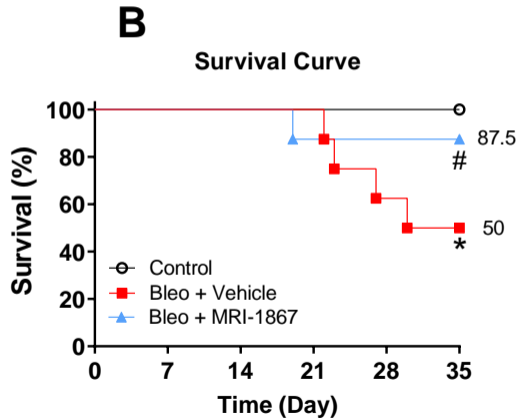 B
Survival Curve
Survival (%)
100
80
60
40
20
0
87.5
#
50
*
Control
Bleo + Vehicle
Bleo + MRI-1867
0 7 14 21 28 35
Time (Day)